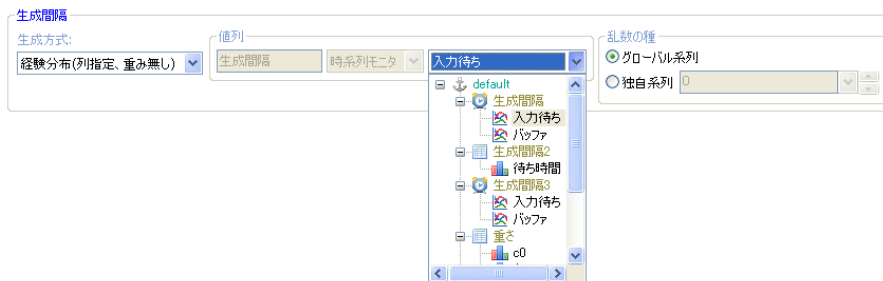 生成間隔
生成方式:
経験分布(列指定、重み無し)
値列
生成間隔
時系列モニタ
入力待ち
乱数の種
グローバル系列
独自系列
0
default
生成間隔
入力待ち
バッファ
生成間隔2
待ち時間
生成間隔3
入力待ち
バッファ
重さ
c0